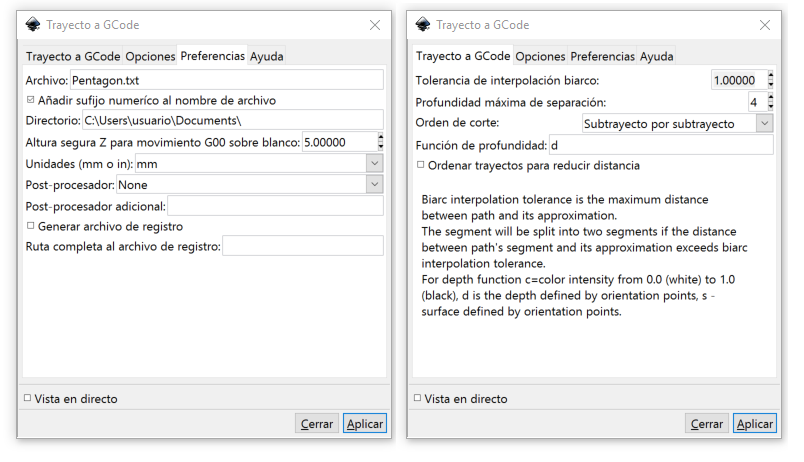 Trayecto a GCode
Trayecto a GCode Opciones Preferencias Ayuda
Archivo: Pentagon.txt
Añadir sufijo numeríco al nombre de archivo
Directorio: C:\Users\usuario\Documents\
Altura segura Z para movimiento G00 sobre blanco: 5.00000
Unidades (mm o in): mm
Post-procesador: None
Post-procesador adicional:
Generar archivo de registro
Ruta completa al archivo de registro:
Vista en directo
Cerrar Aplicar
Trayecto a GCode
Trayecto a GCode Opciones Preferencias Ayuda
Tolerancia de interpolación biarco: 1.00000
Profundidad máxima de separación: 4
Orden de corte: Subtrayecto por subtrayecto
Función de profundidad: d
Ordenar trayectos para reducir distancia
Biarc interpolation tolerance is the maximum distance
between path and its approximation.
The segment will be split into two segments if the distance
between path's segment and its approximation exceeds biarc
interpolation tolerance.
For depth function c=color intensity from 0.0 (white) to 1.0
(black), d is the depth defined by orientation points, s -
surface defined by orientation points.
Vista en directo
Cerrar Aplicar